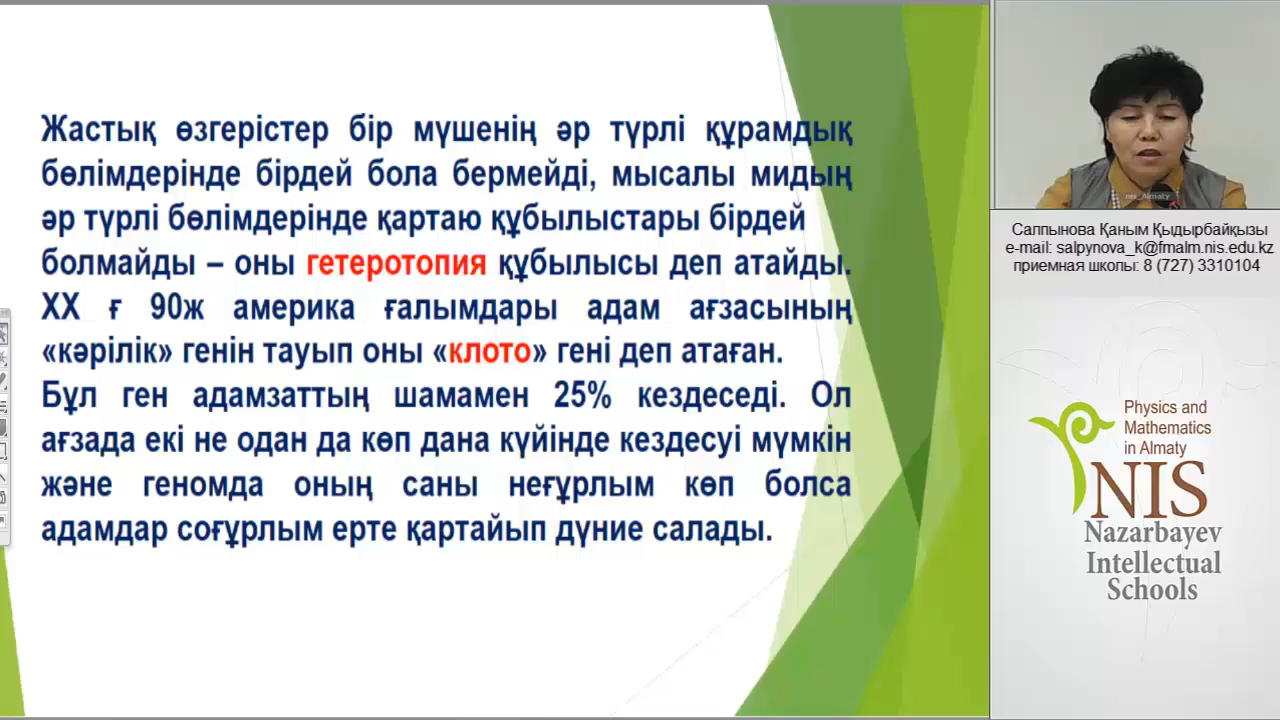 Жастық өзгерістер бір мүшенің әр түрлі құрамдық
бөлімдерінде бірдей бола бермейді, мысалы мидың
әр түрлі бөлімдерінде қартаю құбылыстары бірдей
болмайды – оны гетеротопия құбылысы деп атайды.
ХХ ғ 90ж америка ғалымдары адам ағзасының
«кәрілік» генін тауып оны «клото» гені деп атаған.
Бұл ген адамзаттың шамамен 25% кездеседі. Ол
ағзада екі не одан да көп дана күйінде кездесуі мүмкін
және геномда оның саны неғұрлым көп болса
адамдар соғұрлым ерте қартайып дүние салады.
nis_Almaty
Салпынова Қаным Қыдырбайқызы
e-mail: salpynova_k@fmalm.nis.edu.kz
приемная школы: 8 (727) 3310104
Physics and
Mathematics
in Almaty
NIS
Nazarbayev
Intellectual
Schools